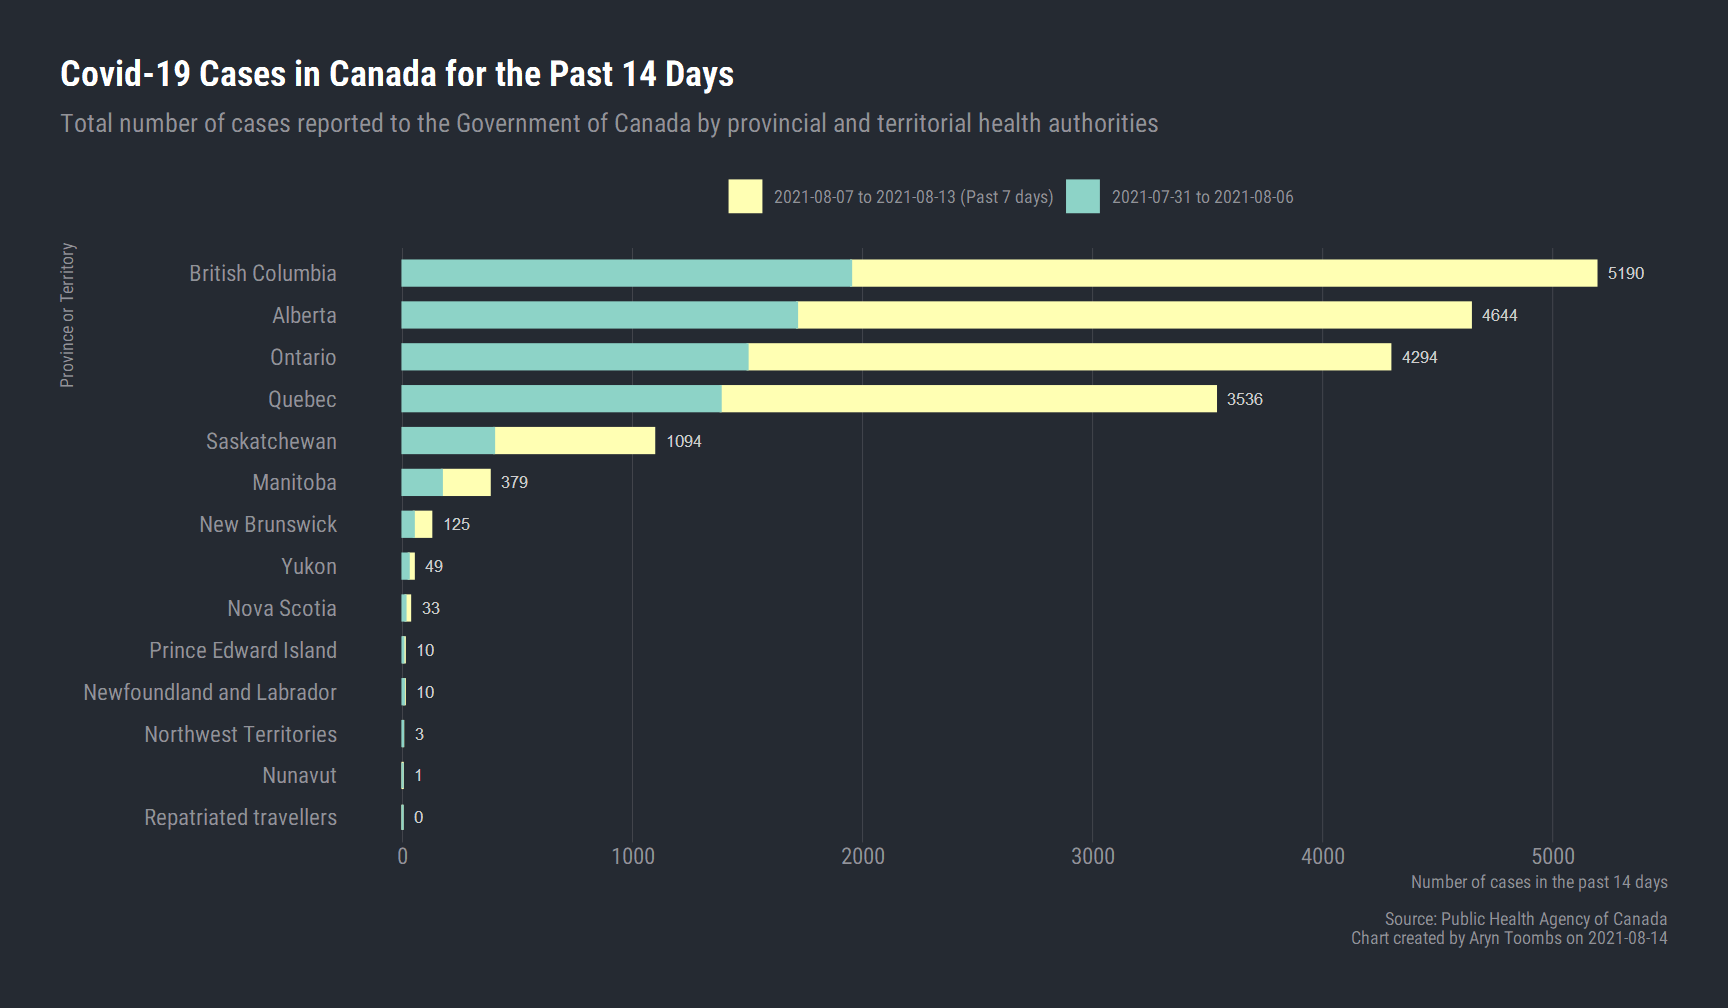 Covid-19 Cases in Canada for the Past 14 Days
Total number of cases reported to the Government of Canada by provincial and territorial health authorities
2021-08-07 to 2021-08-13 (Past 7 days) 2021-07-31 to 2021-08-06
Province or Territory
British Columbia 5190
Alberta 4644
Ontario 4294
Quebec 3536
Saskatchewan 1094
Manitoba 379
New Brunswick 125
Yukon 49
Nova Scotia 33
Prince Edward Island 10
Newfoundland and Labrador 10
Northwest Territories 3
Nunavut 1
Repatriated travellers 0
0 1000 2000 3000 4000 5000
Number of cases in the past 14 days
Source: Public Health Agency of Canada
Chart created by Aryn Toombs on 2021-08-14